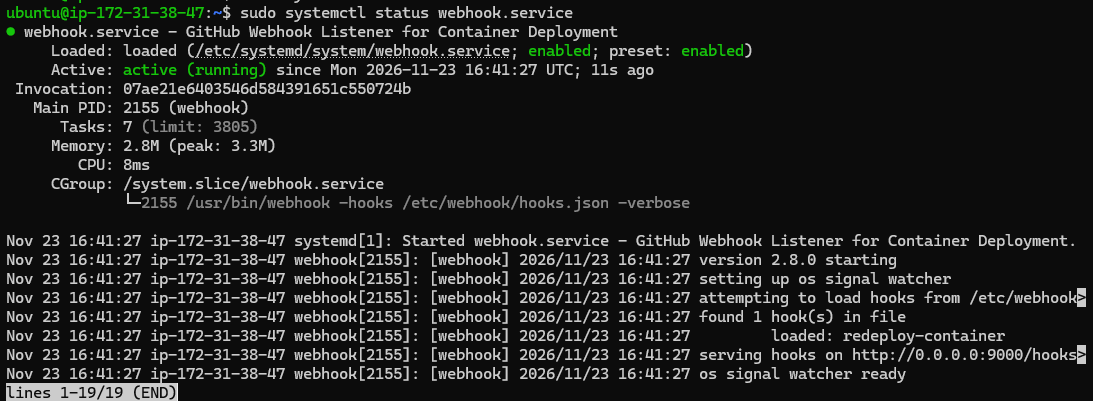 ubuntu@ip-172-31-38-47:~$ sudo systemctl status webhook.service
● webhook.service - GitHub Webhook Listener for Container Deployment
     Loaded: loaded (/etc/systemd/system/webhook.service; enabled; preset: enabled)
     Active: active (running) since Mon 2026-11-23 16:41:27 UTC; 11s ago
 Invocation: 07ae21e6403546d584391651c550724b
   Main PID: 2155 (webhook)
      Tasks: 7 (limit: 3805)
     Memory: 2.8M (peak: 3.3M)
        CPU: 8ms
     CGroup: /system.slice/webhook.service
             └─2155 /usr/bin/webhook -hooks /etc/webhook/hooks.json -verbose

Nov 23 16:41:27 ip-172-31-38-47 systemd[1]: Started webhook.service - GitHub Webhook Listener for Container Deployment.
Nov 23 16:41:27 ip-172-31-38-47 webhook[2155]: [webhook] 2026/11/23 16:41:27 version 2.8.0 starting
Nov 23 16:41:27 ip-172-31-38-47 webhook[2155]: [webhook] 2026/11/23 16:41:27 setting up os signal watcher
Nov 23 16:41:27 ip-172-31-38-47 webhook[2155]: [webhook] 2026/11/23 16:41:27 attempting to load hooks from /etc/webhook>
Nov 23 16:41:27 ip-172-31-38-47 webhook[2155]: [webhook] 2026/11/23 16:41:27 found 1 hook(s) in file
Nov 23 16:41:27 ip-172-31-38-47 webhook[2155]: [webhook] 2026/11/23 16:41:27         loaded: redeploy-container
Nov 23 16:41:27 ip-172-31-38-47 webhook[2155]: [webhook] 2026/11/23 16:41:27 serving hooks on http://0.0.0.0:9000/hooks>
Nov 23 16:41:27 ip-172-31-38-47 webhook[2155]: [webhook] 2026/11/23 16:41:27 os signal watcher ready
lines 1-19/19 (END)